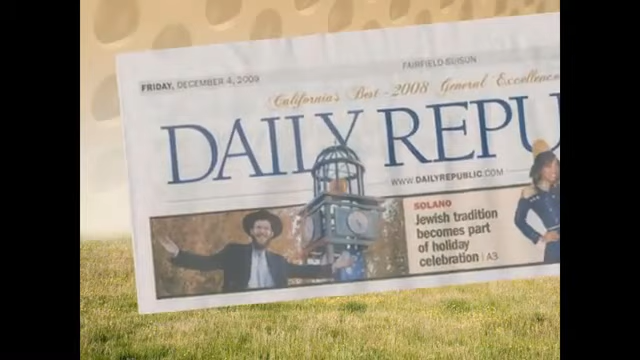 FAIRFIELD-SUISUN
FRIDAY, DECEMBER 4, 2009
California's Best - 2008 General Excellence
DAILY REPU
WWW.DAILYREPUBLIC.COM
SOLANO
Jewish tradition
becomes part
of holiday
celebration | A3